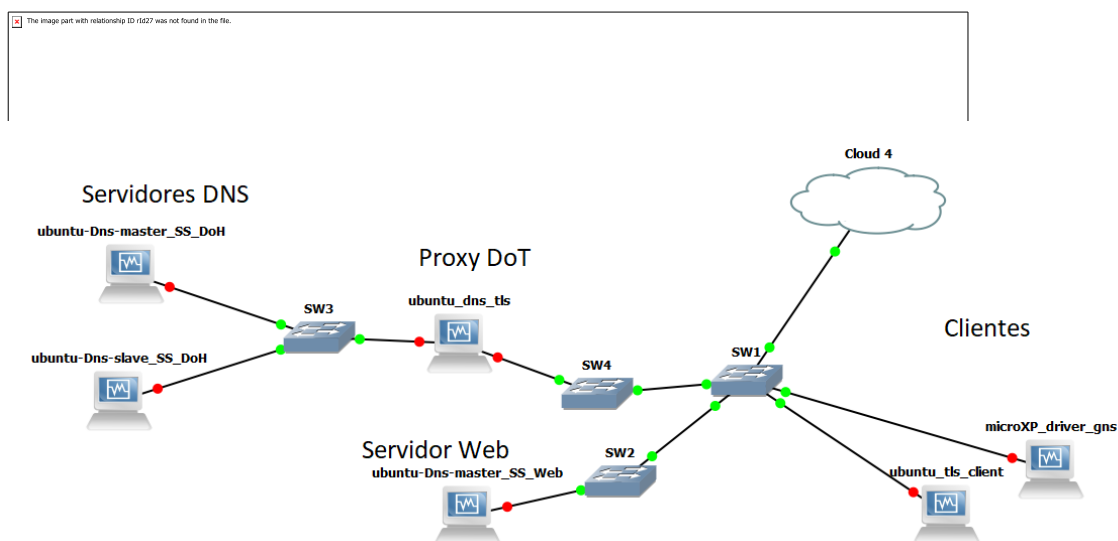 The image part with relationship ID rId27 was not found in the file.
Cloud 4
Servidores DNS
ubuntu-Dns-master_SS_DoH
Proxy DoT
ubuntu_dns_tls
SW3
Clientes
ubuntu-Dns-slave_SS_DoH
SW1
SW4
microXP_driver_gns
Servidor Web
SW2
ubuntu-Dns-master_SS_Web
ubuntu_tls_client